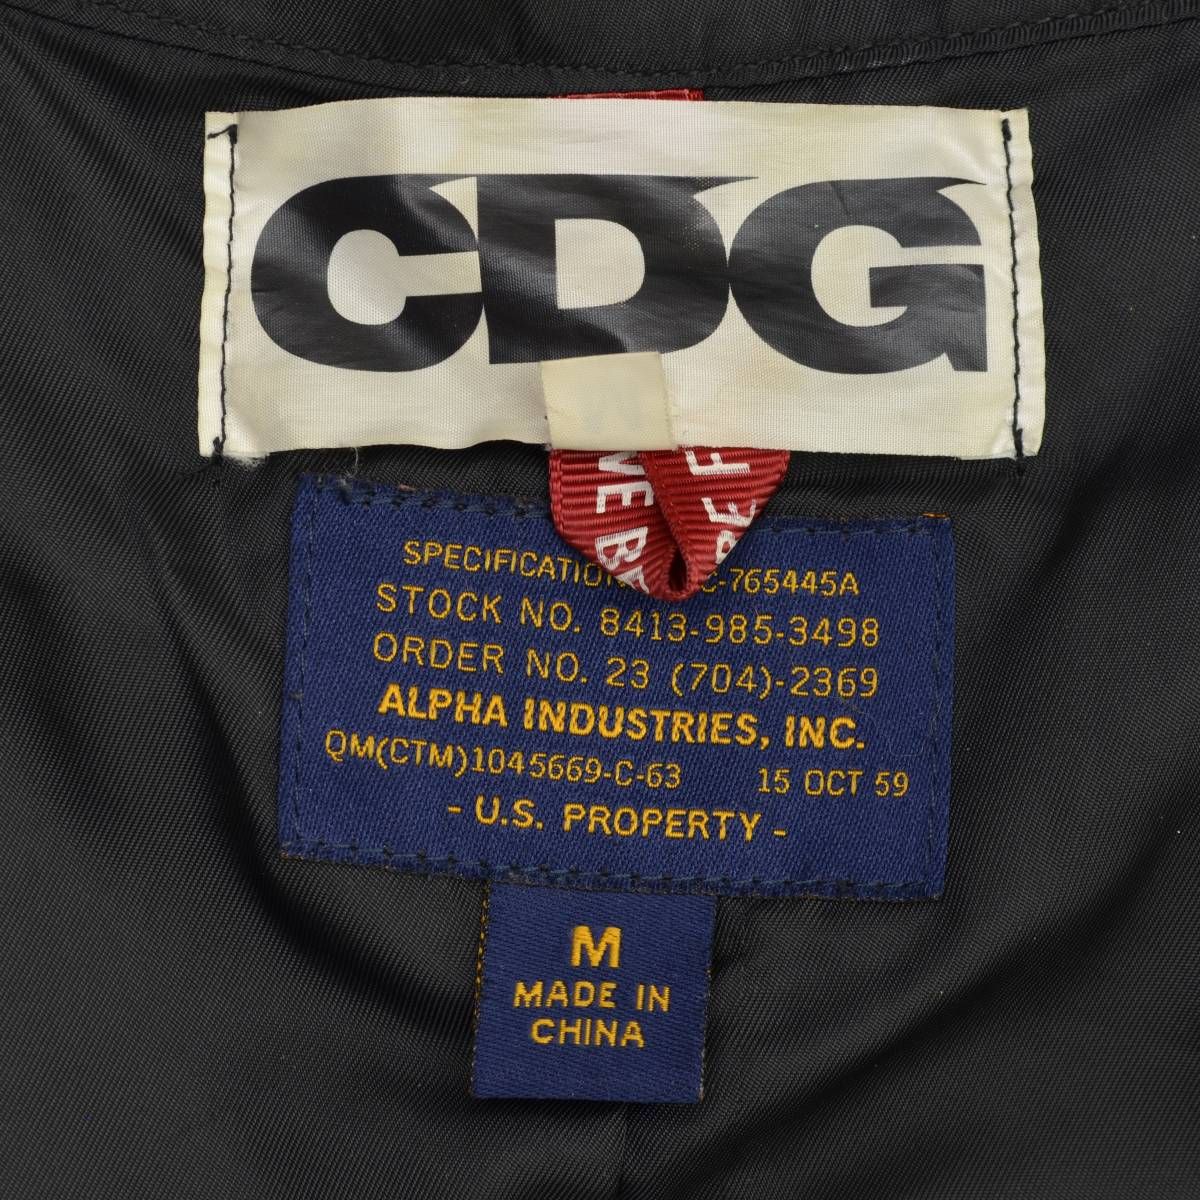 CDG
M
VE
SPECIFICATION C-765445A
STOCK NO. 8413-985-3498
ORDER NO. 23 (704)-2369
ALPHA INDUSTRIES, INC.
QM(CTM)1045669-C-63 15 OCT 59
- U.S. PROPERTY -
M
MADE IN
CHINA